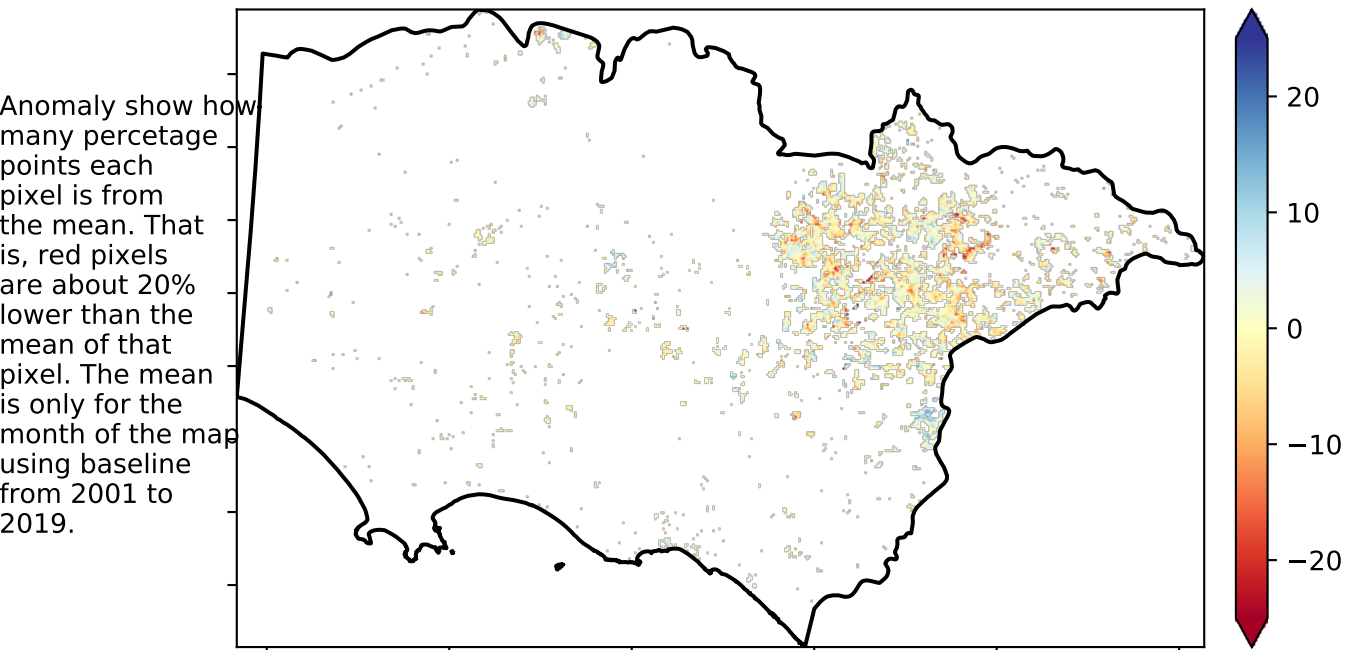 Anomaly show how
many percetage
points each
pixel is from
the mean. That
is, red pixels
are about 20%
lower than the
mean of that
pixel. The mean
is only for the
month of the map
using baseline
from 2001 to
2019.
20
10
0
−10
−20